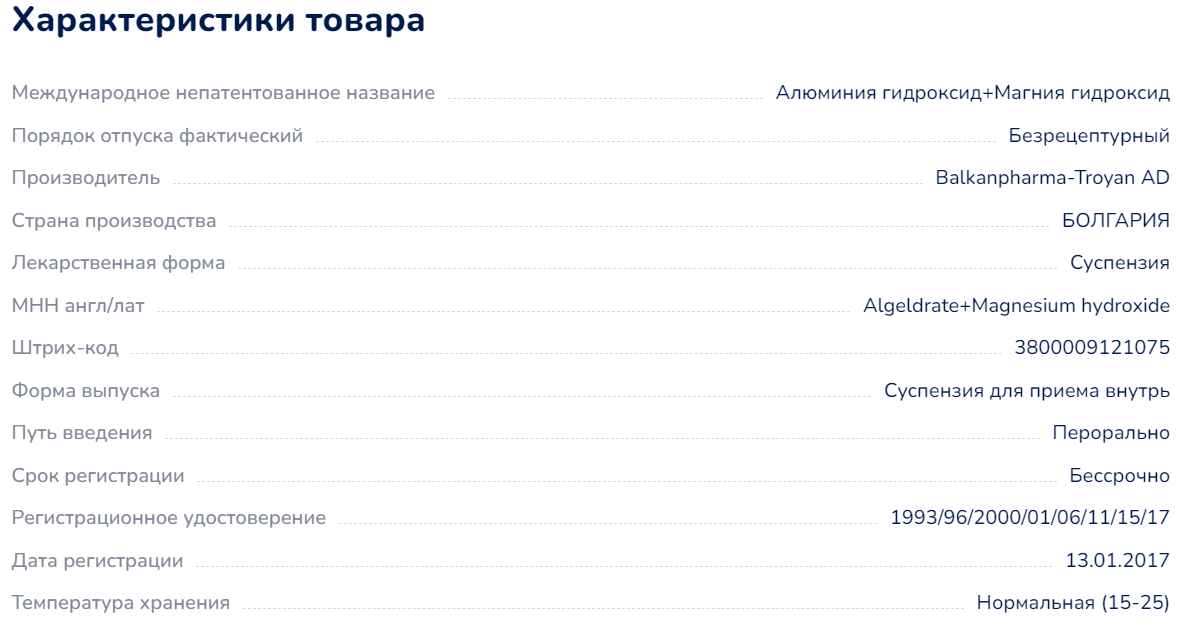 Характеристики товара
Международное непатентованное название Алюминия гидроксид+Магния гидроксид
Порядок отпуска фактический Безрецептурный
Производитель Balkanpharma-Troyan AD
Страна производства БОЛГАРИЯ
Лекарственная форма Суспензия
МНН англ/лат Algeldrate+Magnesium hydroxide
Штрих-код 3800009121075
Форма выпуска Суспензия для приема внутрь
Путь введения Перорально
Срок регистрации Бессрочно
Регистрационное удостоверение 1993/96/2000/01/06/11/15/17
Дата регистрации 13.01.2017
Температура хранения Нормальная (15-25)